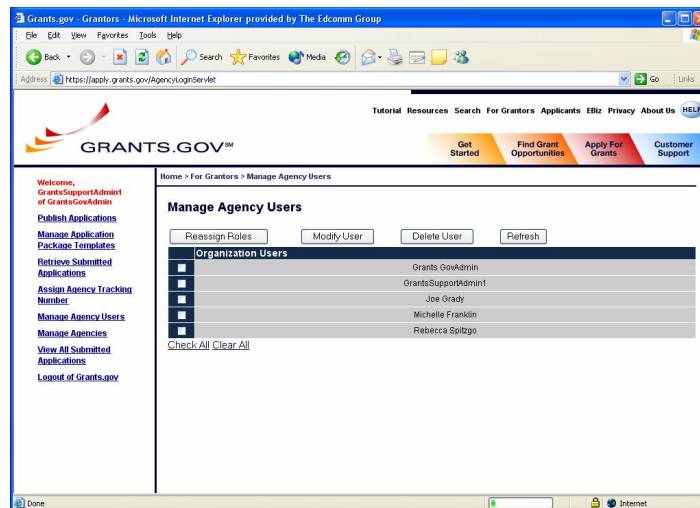 Grants.gov - Grantors - Microsoft Internet Explorer provided by The Edcomm Group
File Edit View Favorites Tools Help
Back Search Favorites Media
Address https://apply.grants.gov/AgencyLoginServlet Go Links
Tutorial Resources Search For Grantors Applicants EBiz Privacy About Us HELP
GRANTS.GOV SM
Get Started
Find Grant Opportunities
Apply For Grants
Customer Support
Welcome,
GrantsSupportAdmin1
of GrantsGovAdmin
Publish Applications
Manage Application
Package Templates
Retrieve Submitted
Applications
Assign Agency Tracking
Number
Manage Agency Users
Manage Agencies
View All Submitted
Applications
Logout of Grants.gov
Home > For Grantors > Manage Agency Users
Manage Agency Users
Reassign Roles Modify User Delete User Refresh
Organization Users
Grants GovAdmin
GrantsSupportAdmin1
Joe Grady
Michelle Franklin
Rebecca Spitzgo
Check All Clear All
Done Internet